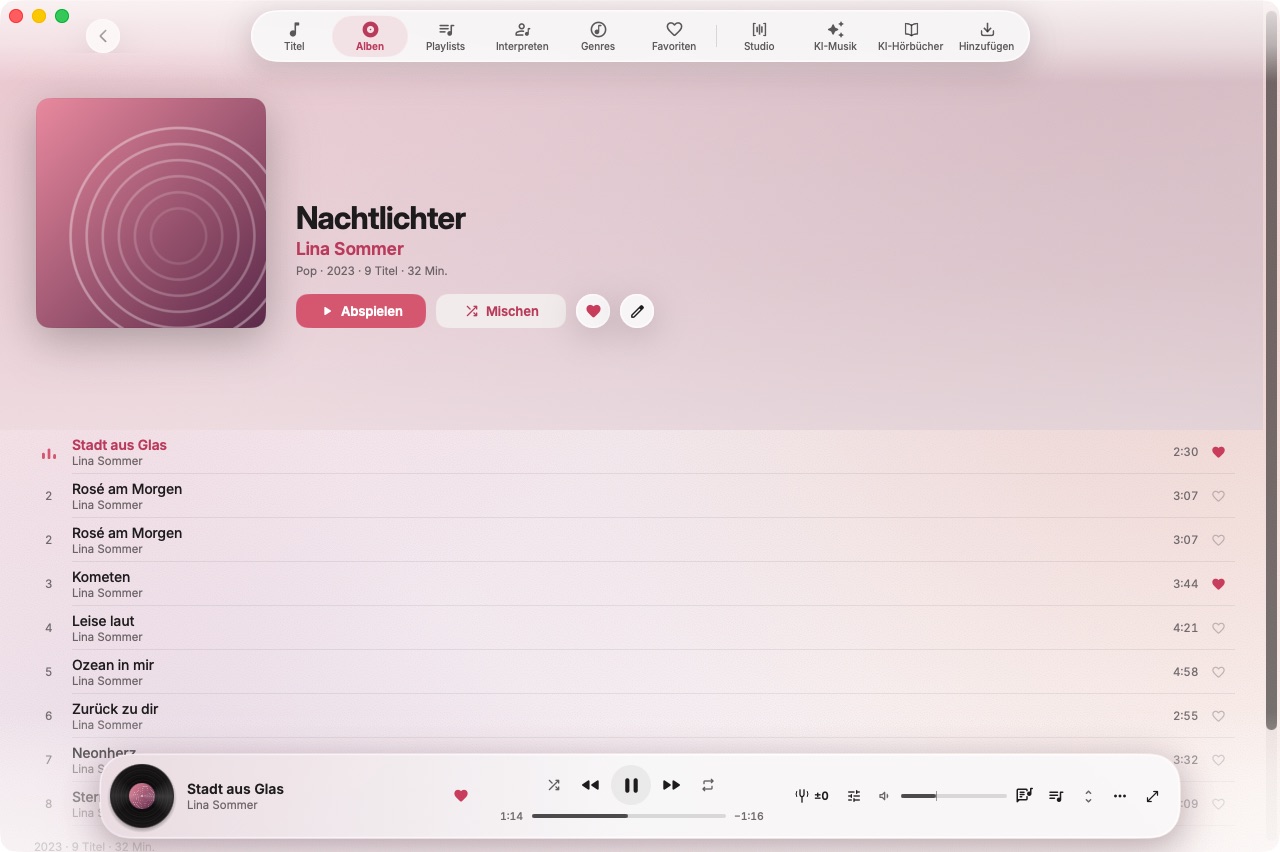 Titel
Alben
Playlists
Interpreten
Genres
Favoriten
Studio
KI-Musik
KI-Hörbücher
Hinzufügen
Nachtlichter
Lina Sommer
Pop · 2023 · 9 Titel · 32 Min.
Abspielen
Mischen
Stadt aus Glas
Lina Sommer
2:30
2
Rosé am Morgen
Lina Sommer
3:07
2
Rosé am Morgen
Lina Sommer
3:07
3
Kometen
Lina Sommer
3:44
4
Leise laut
Lina Sommer
4:21
5
Ozean in mir
Lina Sommer
4:58
6
Zurück zu dir
Lina Sommer
2:55
7
Neonherz
Lina S
3:32
8
Ster
Lina S
:09
Stadt aus Glas
Lina Sommer
1:14
−1:16
±0
2023 · 9 Titel · 32 Min.